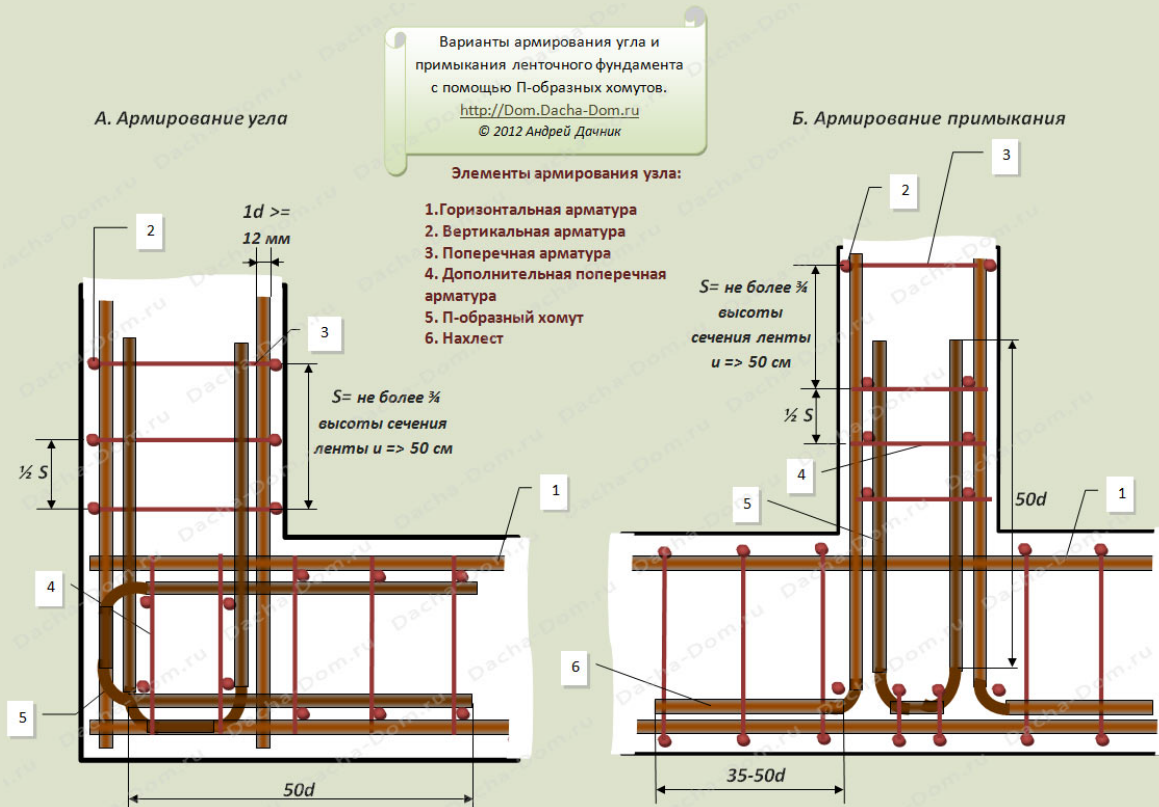 Варианты армирования угла и
примыкания ленточного фундамента
с помощью П-образных хомутов.
http://Dom.Dacha-Dom.ru
© 2012 Андрей Дачник
А. Армирование угла
Б. Армирование примыкания
Элементы армирования узла:
1.Горизонтальная арматура
2. Вертикальная арматура
3. Поперечная арматура
4. Дополнительная поперечная
арматура
5. П-образный хомут
6. Нахлест
1d >=
12 мм
2
3
S= не более ¾
высоты сечения
ленты и => 50 см
½ S
1
4
5
50d
3
2
S= не более ¾
высоты
сечения ленты
и => 50 см
½ S
4
5
50d
1
6
35-50d
Dacha-Dom.ru